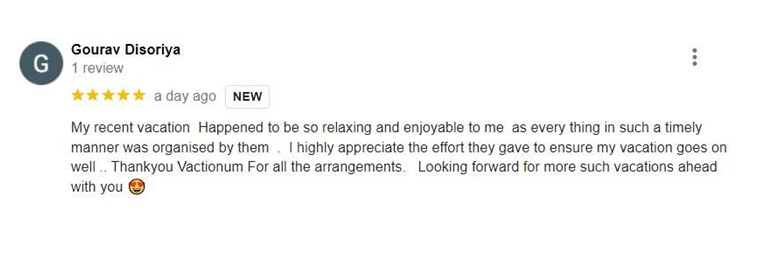 G
Gourav Disoriya
1 review
a day ago NEW
My recent vacation  Happened to be so relaxing and enjoyable to me  as every thing in such a timely
manner was organised by them  .  I highly appreciate the effort they gave to ensure my vacation goes on
well .. Thankyou Vactionum For all the arrangements.   Looking forward for more such vacations ahead
with you 😍